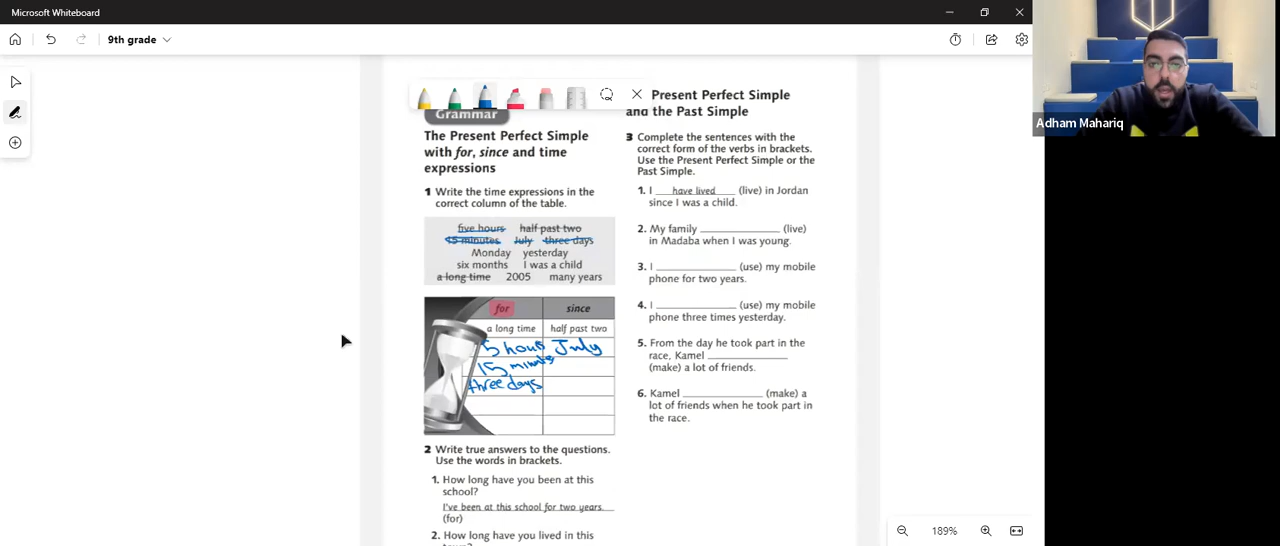 Microsoft Whiteboard
9th grade
Adham Mahariq
Grammar
The Present Perfect Simple
with for, since and time
expressions
1 Write the time expressions in the
correct column of the table.
five hours half past two
15 minutes July three days
Monday yesterday
six months I was a child
a long time 2005 many years
for since
a long time half past two
5 hours July
15 minuts
three days
2 Write true answers to the questions.
Use the words in brackets.
1. How long have you been at this
school?
I've been at this school for two years.
(for)
2. How long have you lived in this
Present Perfect Simple
and the Past Simple
3 Complete the sentences with the
correct form of the verbs in brackets.
Use the Present Perfect Simple or the
Past Simple.
1. I have lived (live) in Jordan
since I was a child.
2. My family ____________ (live)
in Madaba when I was young.
3. I ____________ (use) my mobile
phone for two years.
4. I ____________ (use) my mobile
phone three times yesterday.
5. From the day he took part in the
race, Kamel ____________
(make) a lot of friends.
6. Kamel ____________ (make) a
lot of friends when he took part in
the race.
189%